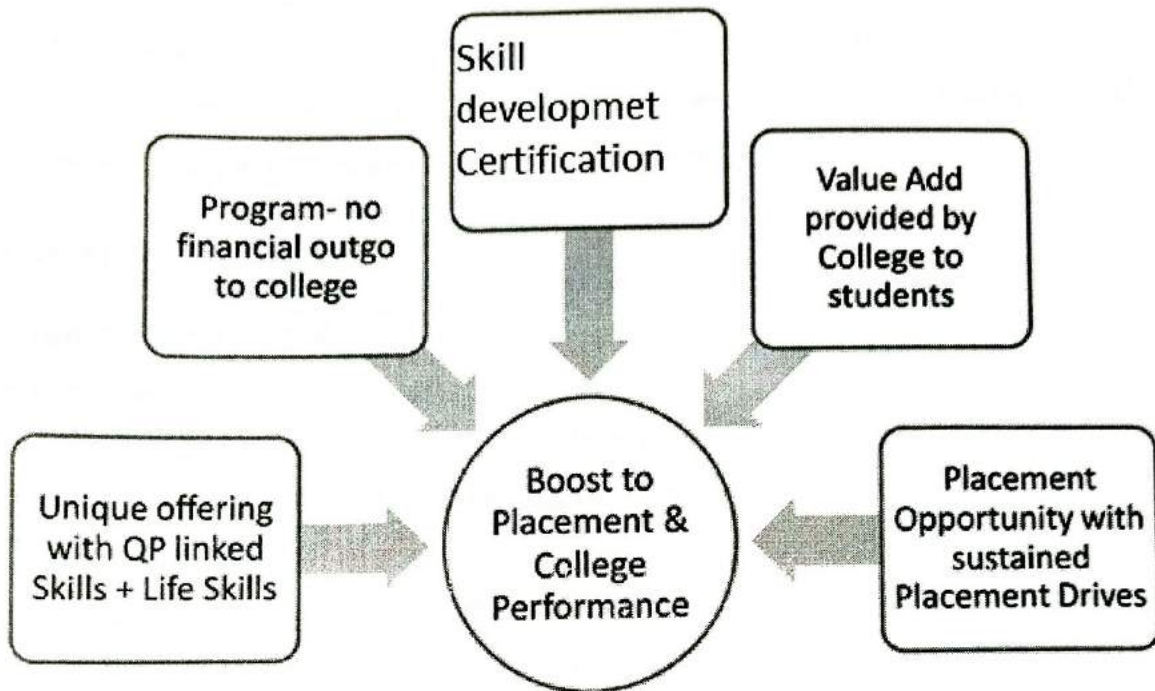 Skill
developmet
Certification
Program- no
financial outgo
to college
Value Add
provided by
College to
students
Unique offering
with QP linked
Skills + Life Skills
Boost to
Placement &
College
Performance
Placement
Opportunity with
sustained
Placement Drives